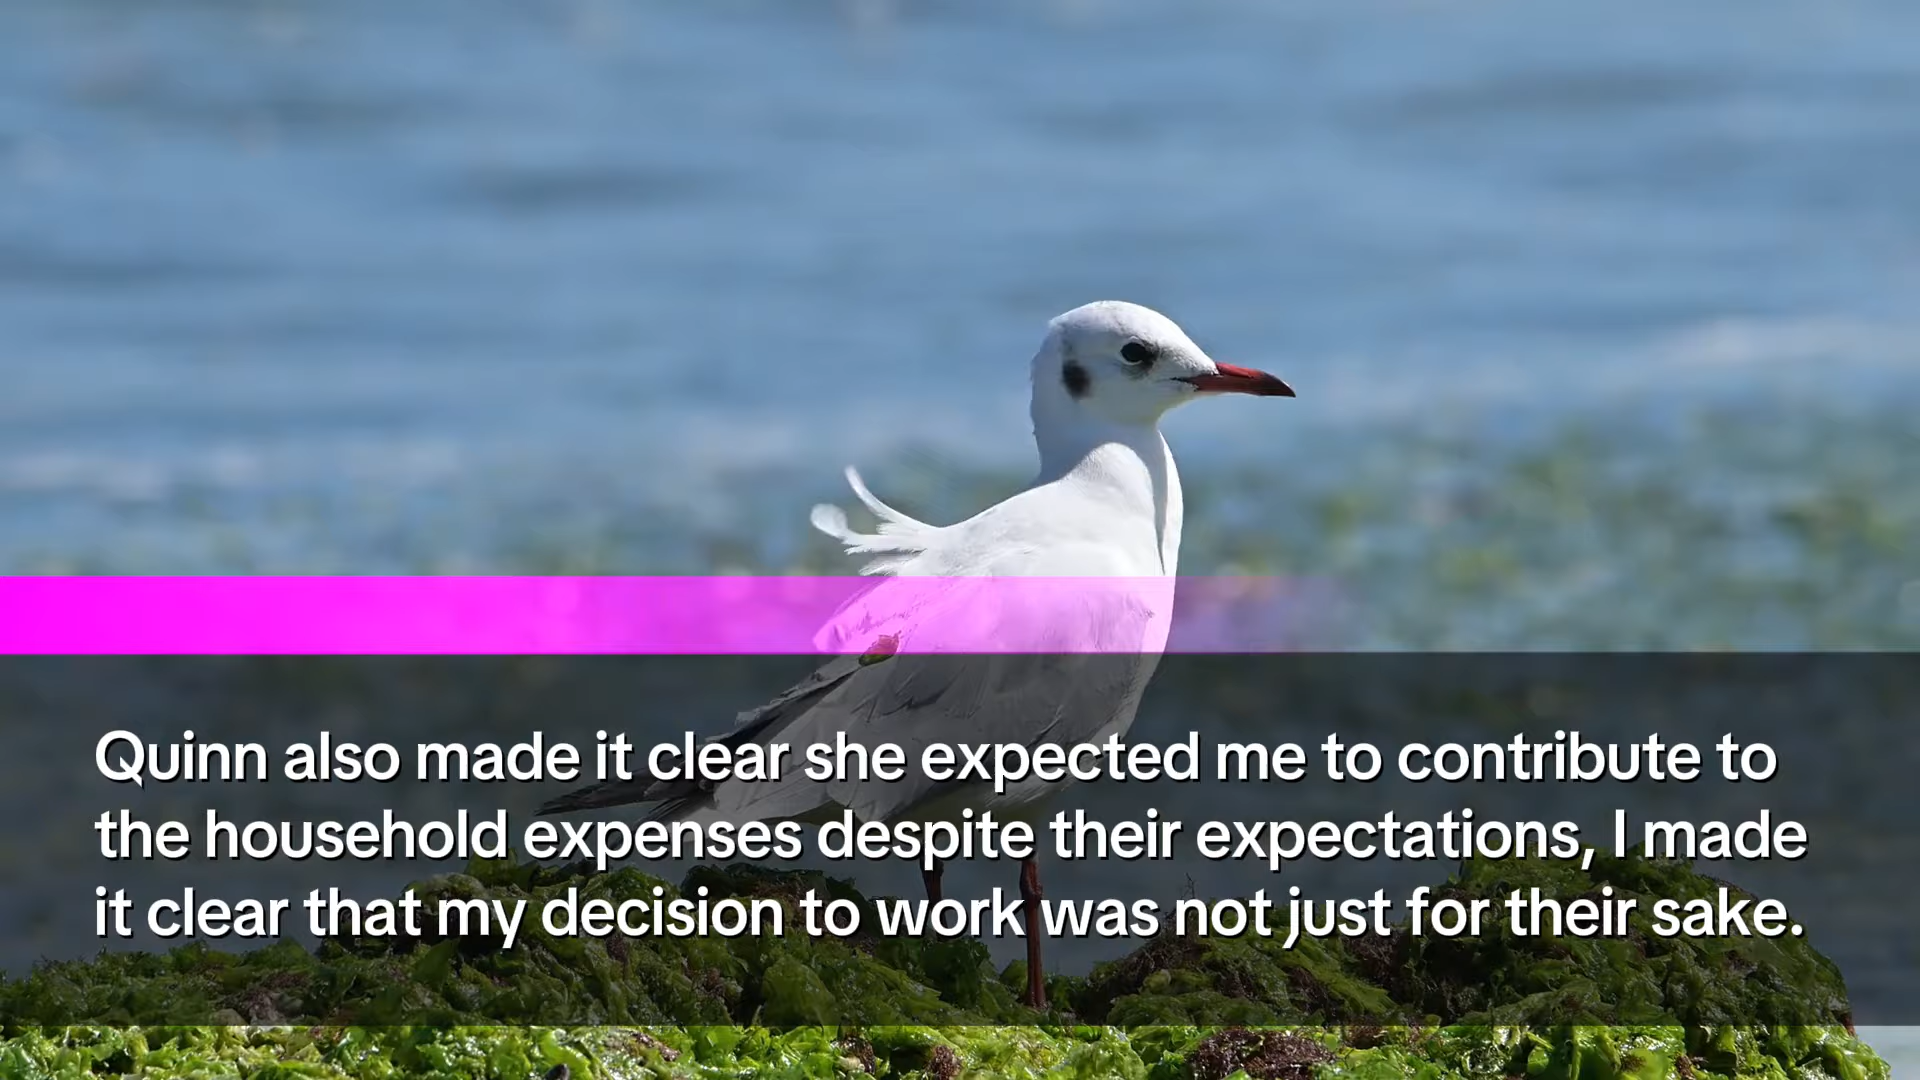 Quinn also made it clear she expected me to contribute to
the household expenses despite their expectations, I made
it clear that my decision to work was not just for their sake.